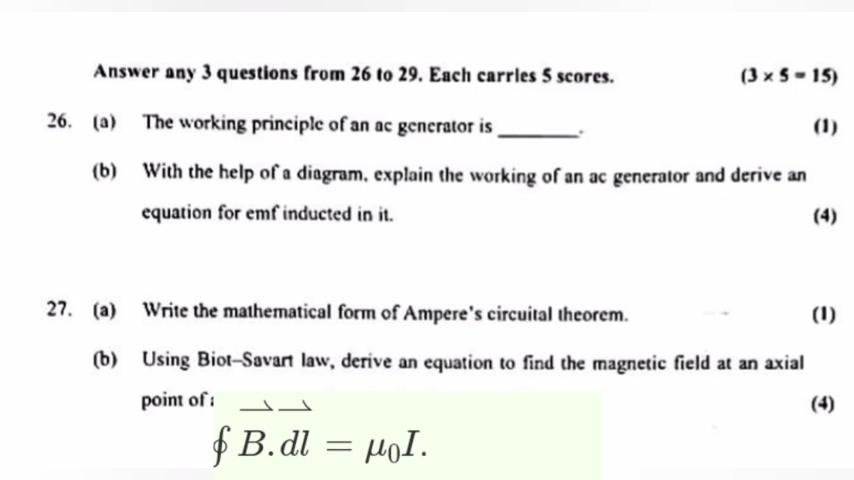 Answer any 3 questions from 26 to 29. Each carries 5 scores. (3 × 5 = 15)
26. (a) The working principle of an ac generator is ________. (1)
(b) With the help of a diagram, explain the working of an ac generator and derive an
equation for emf inducted in it. (4)
27. (a) Write the mathematical form of Ampere's circuital theorem. (1)
(b) Using Biot–Savart law, derive an equation to find the magnetic field at an axial
point of (4)
∮ B⃗.dl⃗ = μ₀I.